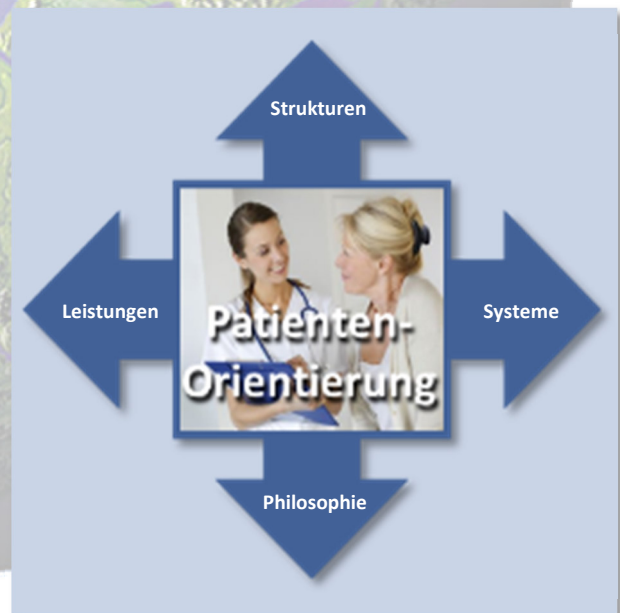 Strukturen
Leistungen
Patienten-
Orientierung
Systeme
Philosophie